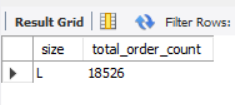 Result Grid Filter Rows:
size total_order_count
L 18526